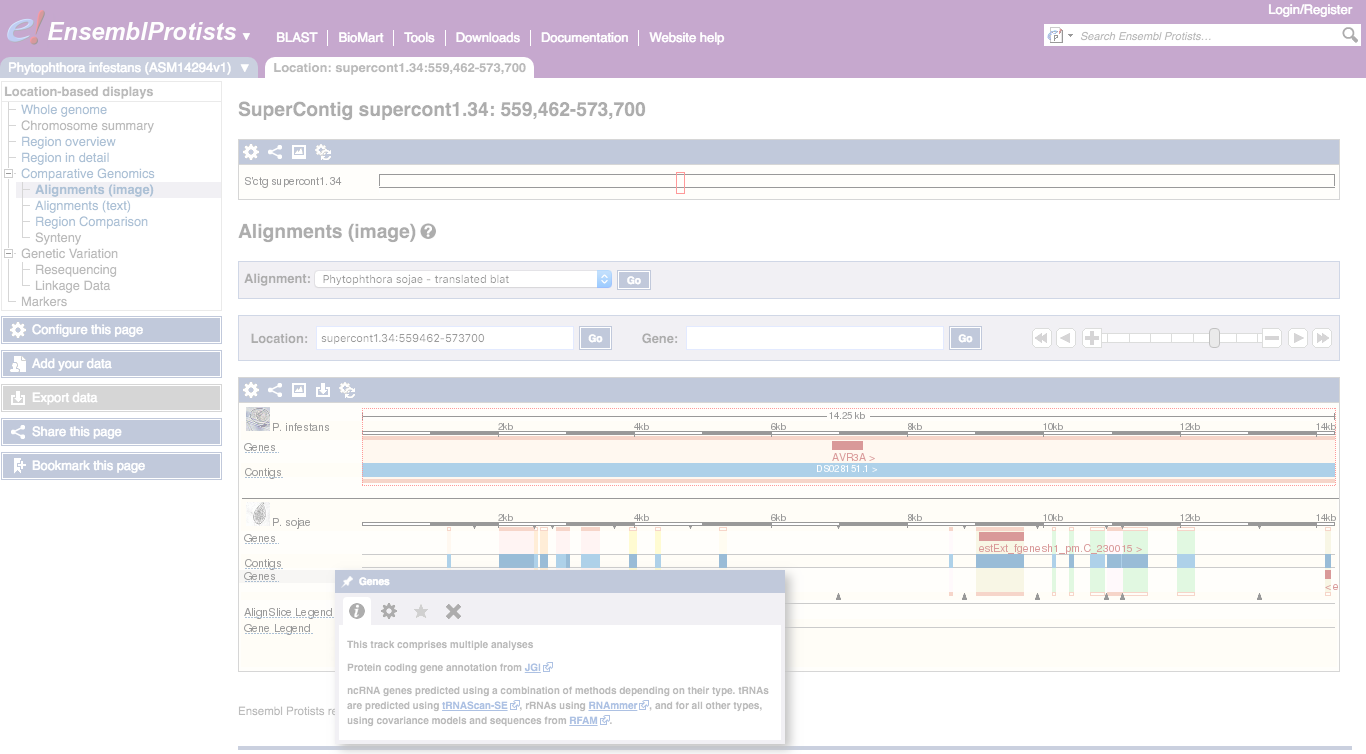 Login/Register
e! EnsemblProtists ▼ BLAST | BioMart | Tools | Downloads | Documentation | Website help
Search Ensembl Protists…
Phytophthora infestans (ASM14294v1) ▼
Location: supercont1.34:559,462-573,700
Location-based displays
Whole genome
Chromosome summary
Region overview
Region in detail
Comparative Genomics
Alignments (image)
Alignments (text)
Region Comparison
Synteny
Genetic Variation
Resequencing
Linkage Data
Markers
Configure this page
Add your data
Export data
Share this page
Bookmark this page
SuperContig supercont1.34: 559,462-573,700
S'ctg supercont1.34
Alignments (image) ?
Alignment: Phytophthora sojae - translated blat Go
Location: supercont1.34:559462-573700 Go Gene: Go
14.25 kb
P. infestans 2kb 4kb 6kb 8kb 10kb 12kb 14kb
Genes
AVR3A >
Contigs DS028151.1 >
P. sojae 2kb 4kb 6kb 8kb 10kb 12kb 14kb
Genes
estExt_fgenesh1_pm.C_230015 >
Contigs
Genes
< e
AlignSlice Legend
Gene Legend
Genes
This track comprises multiple analyses
Protein coding gene annotation from JGI
ncRNA genes predicted using a combination of methods depending on their type. tRNAs
are predicted using tRNAScan-SE, rRNAs using RNAmmer, and for all other types,
using covariance models and sequences from RFAM.
Ensembl Protists re